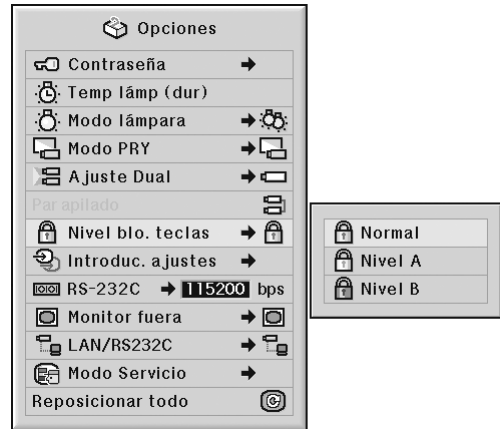 Opciones
Contraseña
Temp lámp (dur)
Modo lámpara
Modo PRY
Ajuste Dual
Par apilado
Nivel blo. teclas
Introduc. ajustes
RS-232C 115200 bps
Monitor fuera
LAN/RS232C
Modo Servicio
Reposicionar todo
Normal
Nivel A
Nivel B